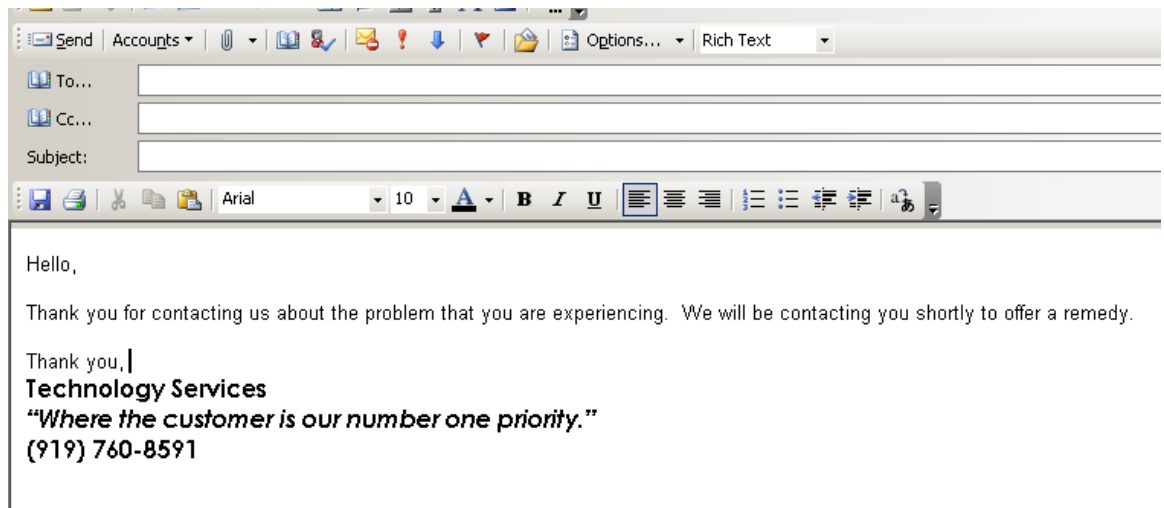 Send Accounts Options... Rich Text
To...
Cc...
Subject:
Arial 10 A B I U
Hello,
Thank you for contacting us about the problem that you are experiencing.  We will be contacting you shortly to offer a remedy.
Thank you,
Technology Services
“Where the customer is our number one priority.”
(919) 760-8591